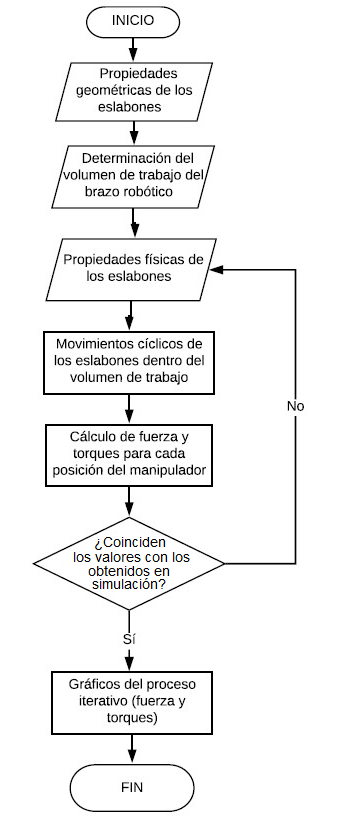 INICIO
Propiedades
geométricas de los
eslabones
Determinación del
volumen de trabajo del
brazo robótico
Propiedades físicas de
los eslabones
Movimientos cíclicos de
los eslabones dentro del
volumen de trabajo
Cálculo de fuerza y
torques para cada
posición del manipulador
¿Coinciden
los valores con los
obtenidos en
simulación?
No
Sí
Gráficos del proceso
iterativo (fuerza y
torques)
FIN